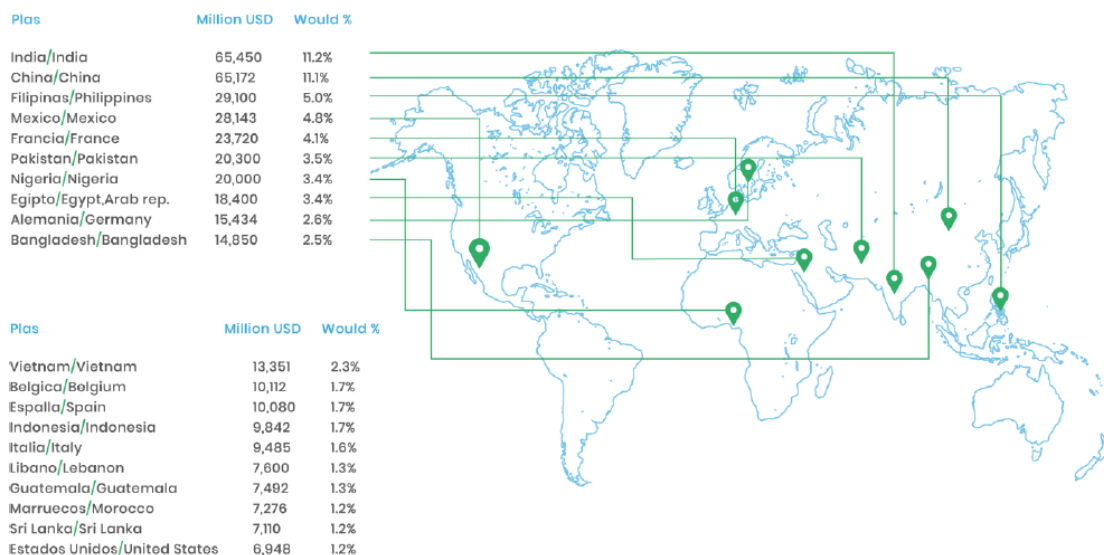 Plas Million USD Would %
India/India 65,450 11.2%
China/China 65,172 11.1%
Filipinas/Philippines 29,100 5.0%
Mexico/Mexico 28,143 4.8%
Francia/France 23,720 4.1%
Pakistan/Pakistan 20,300 3.5%
Nigeria/Nigeria 20,000 3.4%
Egipto/Egypt,Arab rep. 18,400 3.4%
Alemania/Germany 15,434 2.6%
Bangladesh/Bangladesh 14,850 2.5%
Plas Million USD Would %
Vietnam/Vietnam 13,351 2.3%
Belgica/Belgium 10,112 1.7%
Espalla/Spain 10,080 1.7%
Indonesia/Indonesia 9,842 1.7%
Italia/Italy 9,485 1.6%
Libano/Lebanon 7,600 1.3%
Guatemala/Guatemala 7,492 1.3%
Marruecos/Morocco 7,276 1.2%
Sri Lanka/Sri Lanka 7,110 1.2%
Estados Unidos/United States 6,948 1.2%